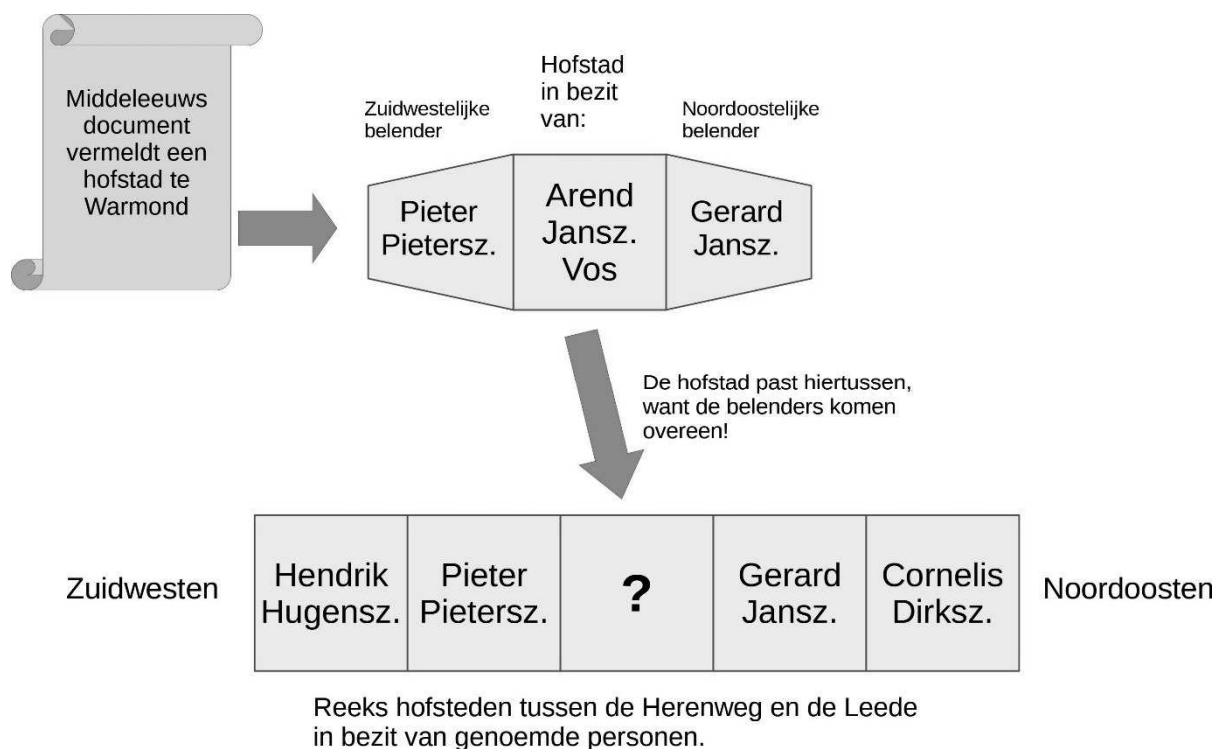 Middeleeuws
document
vermeldt een
hofstad te
Warmond
Zuidwestelijke
belender
Hofstad
in bezit
van:
Noordoostelijke
belender
Pieter
Pietersz.
Arend
Jansz.
Vos
Gerard
Jansz.
De hofstad past hiertussen,
want de belenders komen
overeen!
Zuidwesten
Hendrik
Hugensz.
Pieter
Pietersz.
?
Gerard
Jansz.
Cornelis
Dirksz.
Noordoosten
Reeks hofsteden tussen de Herenweg en de Leede
in bezit van genoemde personen.